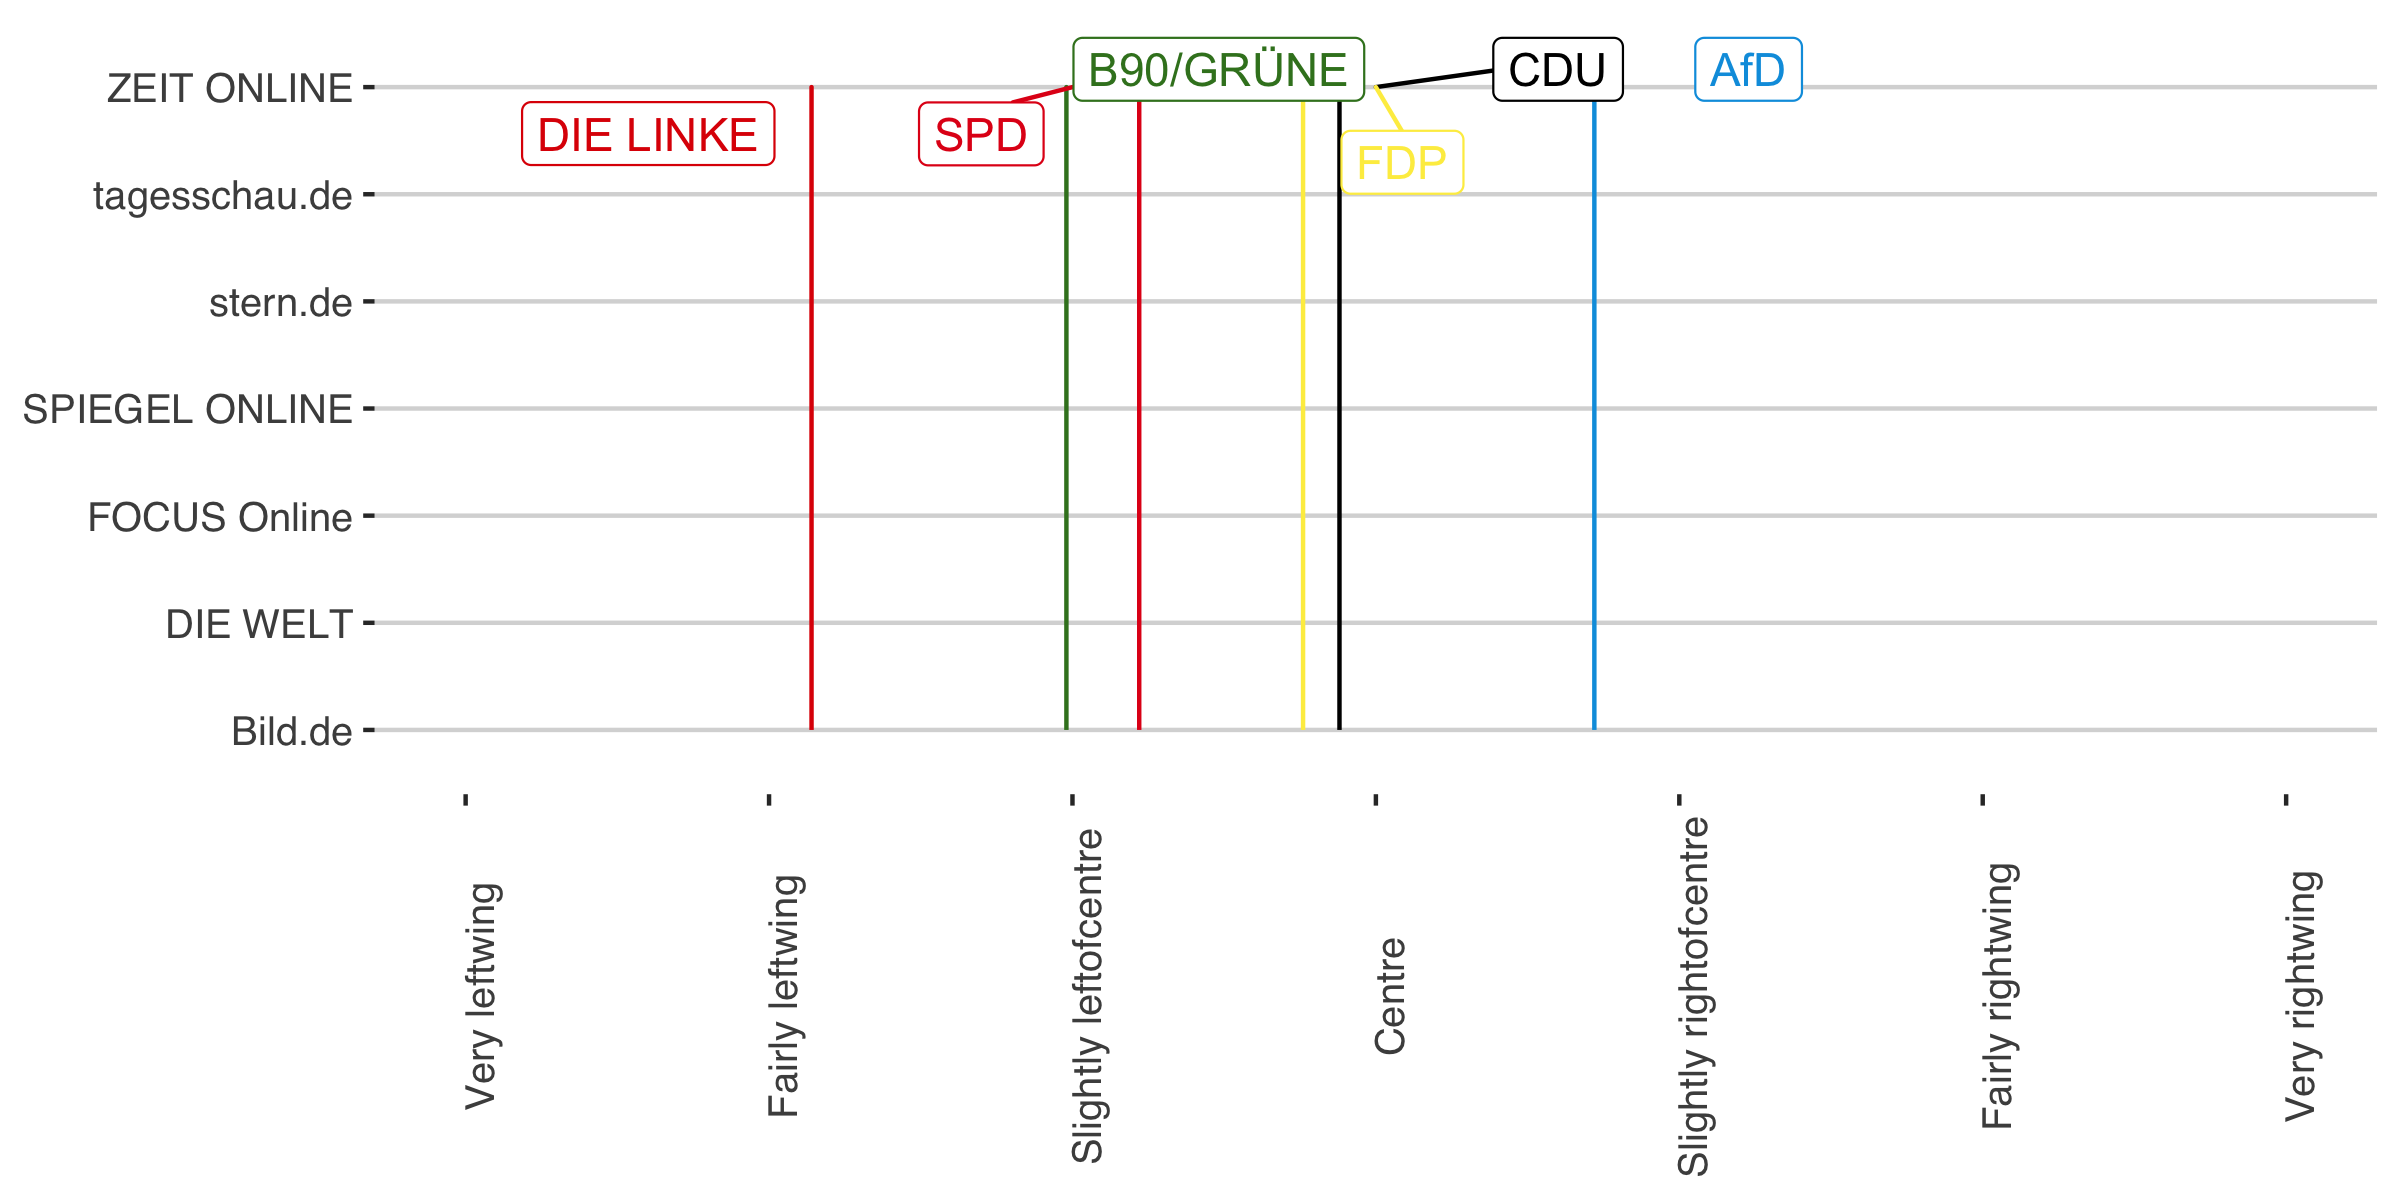 ZEIT ONLINE
tagesschau.de
stern.de
SPIEGEL ONLINE
FOCUS Online
DIE WELT
Bild.de
DIE LINKE
SPD
B90/GRÜNE
FDP
CDU
AfD
Very leftwing
Fairly leftwing
Slightly leftofcentre
Centre
Slightly rightofcentre
Fairly rightwing
Very rightwing